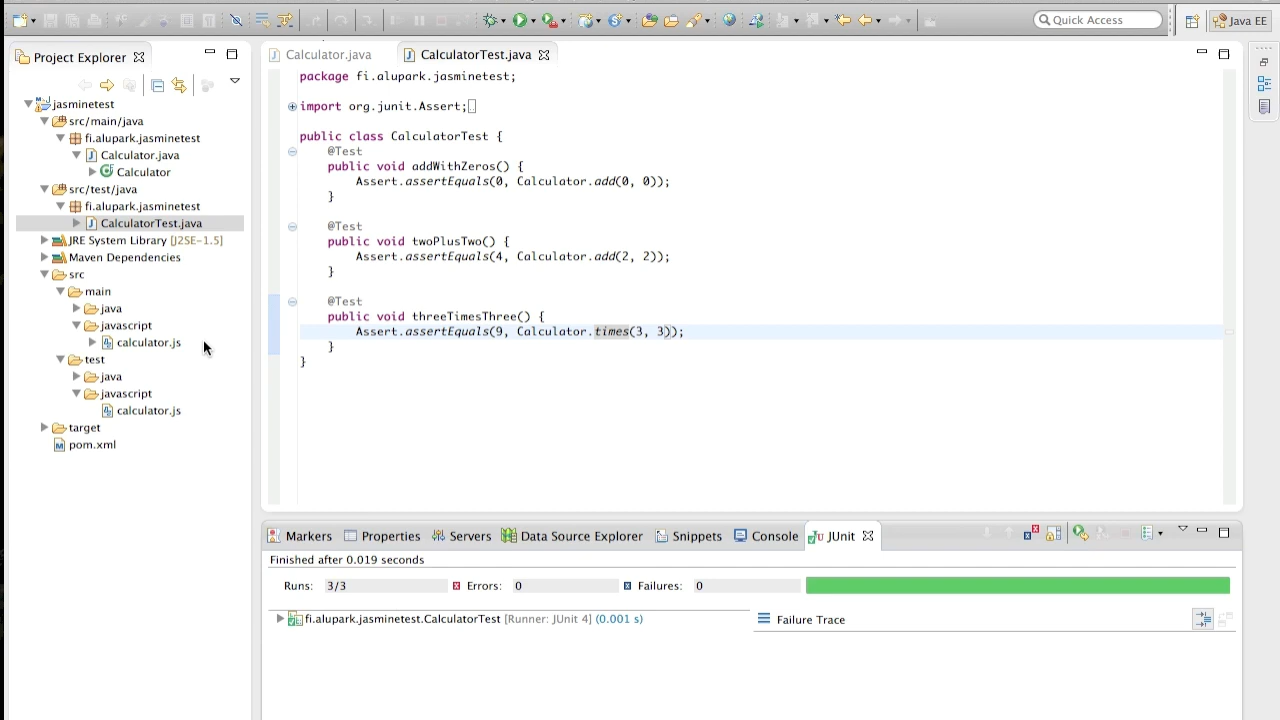 Quick Access
Java EE
Project Explorer
jasminetest
src/main/java
fi.alupark.jasminetest
Calculator.java
Calculator
src/test/java
fi.alupark.jasminetest
CalculatorTest.java
JRE System Library [J2SE-1.5]
Maven Dependencies
src
main
java
javascript
calculator.js
test
java
javascript
calculator.js
target
pom.xml
Calculator.java
CalculatorTest.java
package fi.alupark.jasminetest;
import org.junit.Assert;
public class CalculatorTest {
@Test
public void addWithZeros() {
Assert.assertEquals(0, Calculator.add(0, 0));
}
@Test
public void twoPlusTwo() {
Assert.assertEquals(4, Calculator.add(2, 2));
}
@Test
public void threeTimesThree() {
Assert.assertEquals(9, Calculator.times(3, 3));
}
}
Markers Properties Servers Data Source Explorer Snippets Console JUnit
Finished after 0.019 seconds
Runs: 3/3 Errors: 0 Failures: 0
fi.alupark.jasminetest.CalculatorTest [Runner: JUnit 4] (0.001 s)
Failure Trace